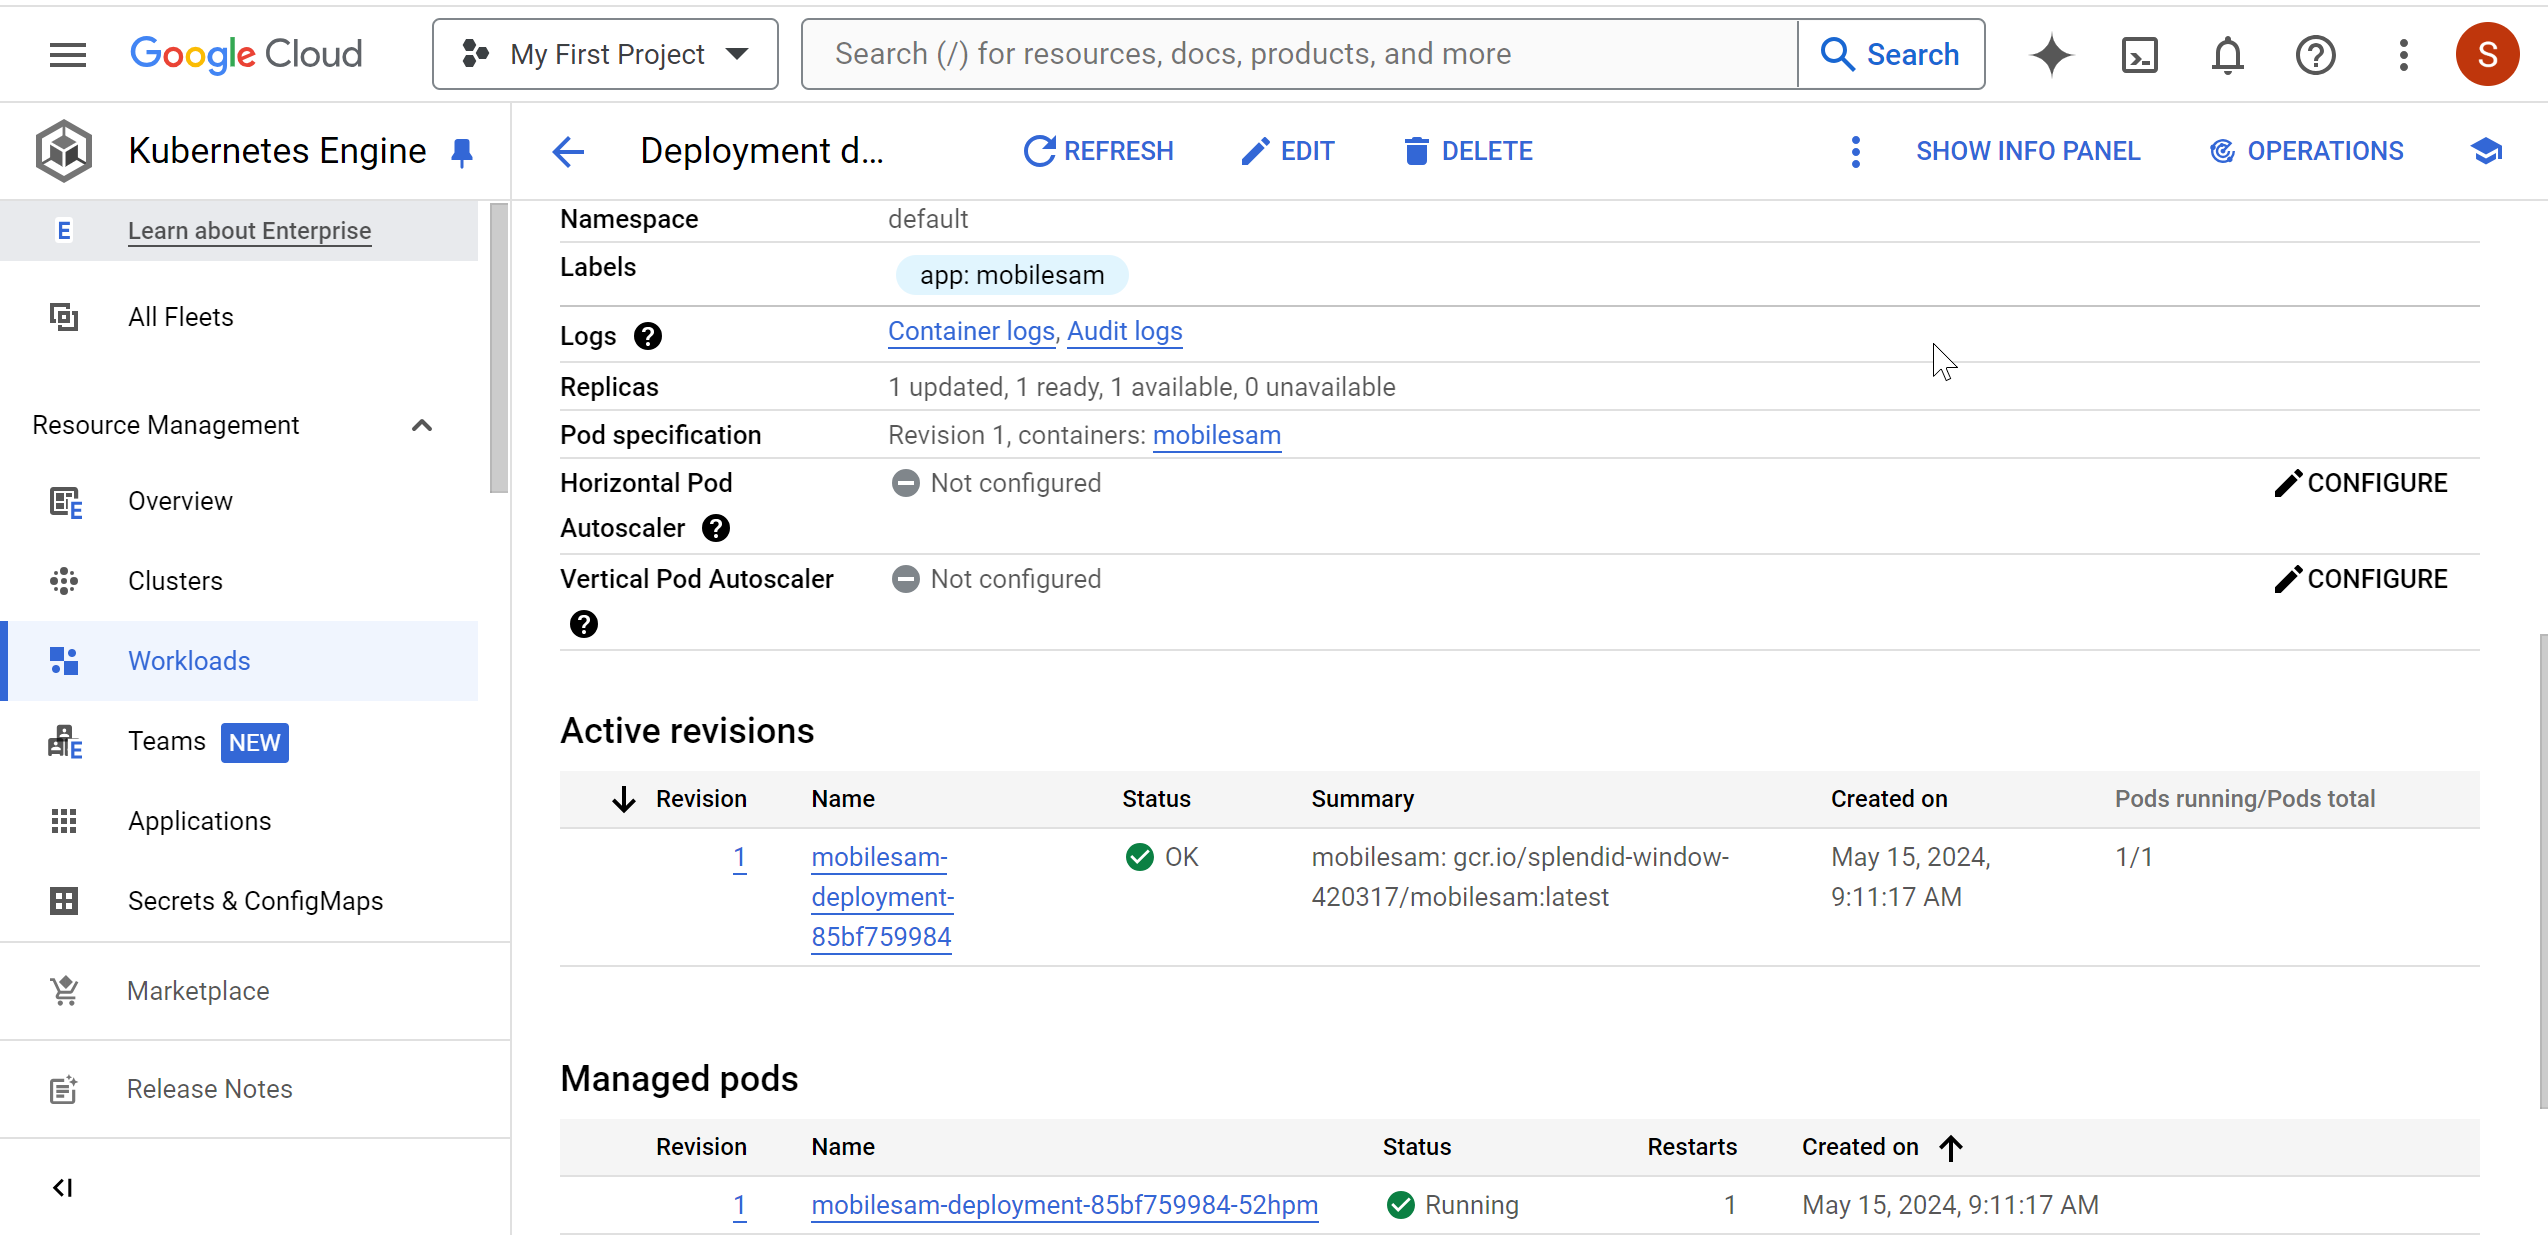 Google Cloud
My First Project
Search (/) for resources, docs, products, and more
Search
S
Kubernetes Engine
Deployment d...
REFRESH
EDIT
DELETE
SHOW INFO PANEL
OPERATIONS
E
Learn about Enterprise
All Fleets
Resource Management
E
Overview
Clusters
Workloads
E
Teams
NEW
Applications
Secrets & ConfigMaps
Marketplace
Release Notes
Namespace default
Labels app: mobilesam
Logs Container logs, Audit logs
Replicas 1 updated, 1 ready, 1 available, 0 unavailable
Pod specification Revision 1, containers: mobilesam
Horizontal Pod Not configured CONFIGURE
Autoscaler
Vertical Pod Autoscaler Not configured CONFIGURE
Active revisions
Revision Name Status Summary Created on Pods running/Pods total
1 mobilesam- OK mobilesam: gcr.io/splendid-window- May 15, 2024, 1/1
deployment- 420317/mobilesam:latest 9:11:17 AM
85bf759984
Managed pods
Revision Name Status Restarts Created on
1 mobilesam-deployment-85bf759984-52hpm Running 1 May 15, 2024, 9:11:17 AM